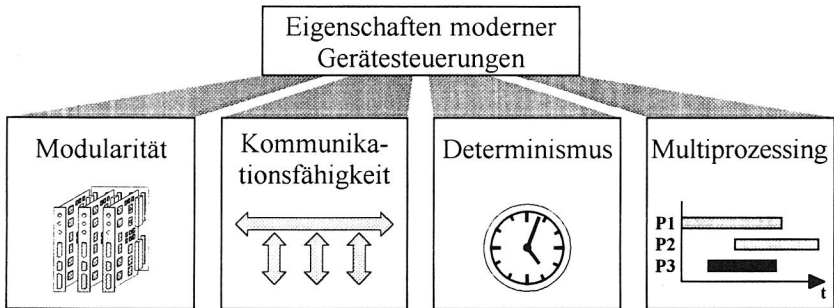 Eigenschaften moderner
Gerätesteuerungen
Modularität
Kommunika-
tionsfähigkeit
Determinismus
Multiprozessing
P1
P2
P3
t